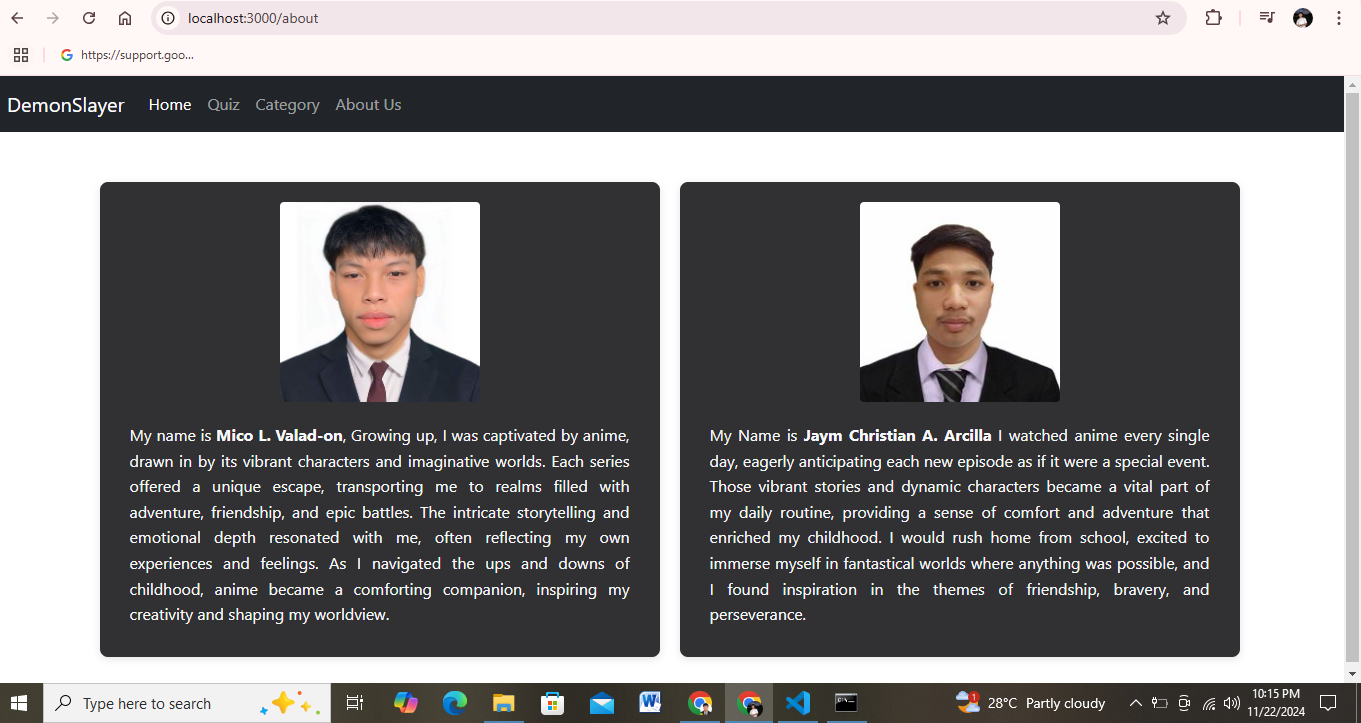 localhost:3000/about
https://support.goo...
DemonSlayer Home Quiz Category About Us
My name is Mico L. Valad-on, Growing up, I was captivated by anime,
drawn in by its vibrant characters and imaginative worlds. Each series
offered a unique escape, transporting me to realms filled with
adventure, friendship, and epic battles. The intricate storytelling and
emotional depth resonated with me, often reflecting my own
experiences and feelings. As I navigated the ups and downs of
childhood, anime became a comforting companion, inspiring my
creativity and shaping my worldview.
My Name is Jaym Christian A. Arcilla I watched anime every single
day, eagerly anticipating each new episode as if it were a special event.
Those vibrant stories and dynamic characters became a vital part of
my daily routine, providing a sense of comfort and adventure that
enriched my childhood. I would rush home from school, excited to
immerse myself in fantastical worlds where anything was possible, and
I found inspiration in the themes of friendship, bravery, and
perseverance.
Type here to search
1
28°C Partly cloudy
10:15 PM
11/22/2024